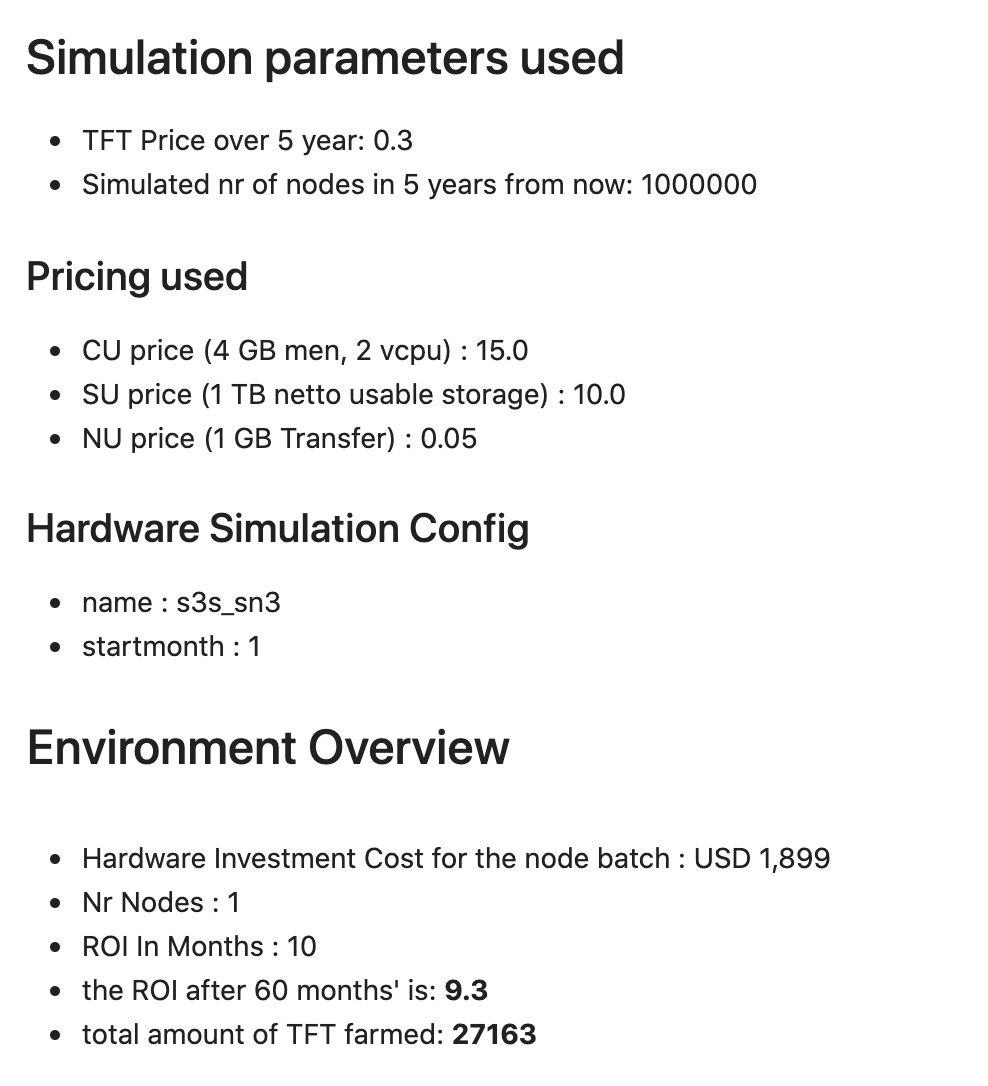 Simulation parameters used
• TFT Price over 5 year: 0.3
• Simulated nr of nodes in 5 years from now: 1000000
Pricing used
• CU price (4 GB men, 2 vcpu) : 15.0
• SU price (1 TB netto usable storage) : 10.0
• NU price (1 GB Transfer) : 0.05
Hardware Simulation Config
• name : s3s_sn3
• startmonth : 1
Environment Overview
• Hardware Investment Cost for the node batch : USD 1,899
• Nr Nodes : 1
• ROI In Months : 10
• the ROI after 60 months' is: 9.3
• total amount of TFT farmed: 27163